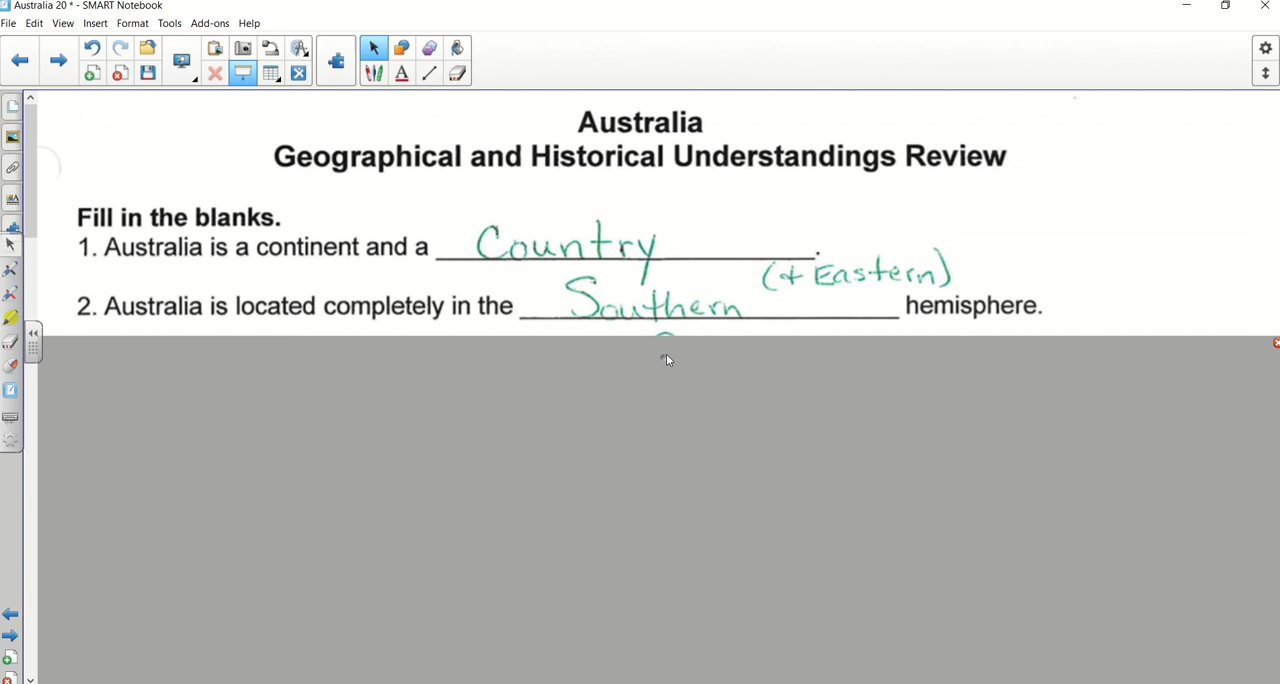 Australia 20 * - SMART Notebook
File Edit View Insert Format Tools Add-ons Help
Australia
Geographical and Historical Understandings Review
Fill in the blanks.
1. Australia is a continent and a Country.
(+ Eastern)
2. Australia is located completely in the Southern hemisphere.